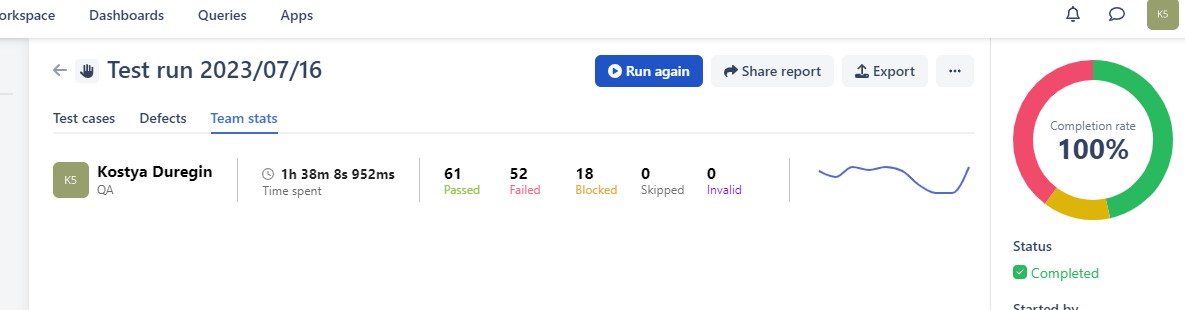 orkspace Dashboards Queries Apps K5
Test run 2023/07/16 Run again Share report Export ...
Test cases Defects Team stats
K5 Kostya Duregin 1h 38m 8s 952ms 61 52 18 0 0
QA Time spent Passed Failed Blocked Skipped Invalid
Completion rate
100%
Status
Completed
Started by